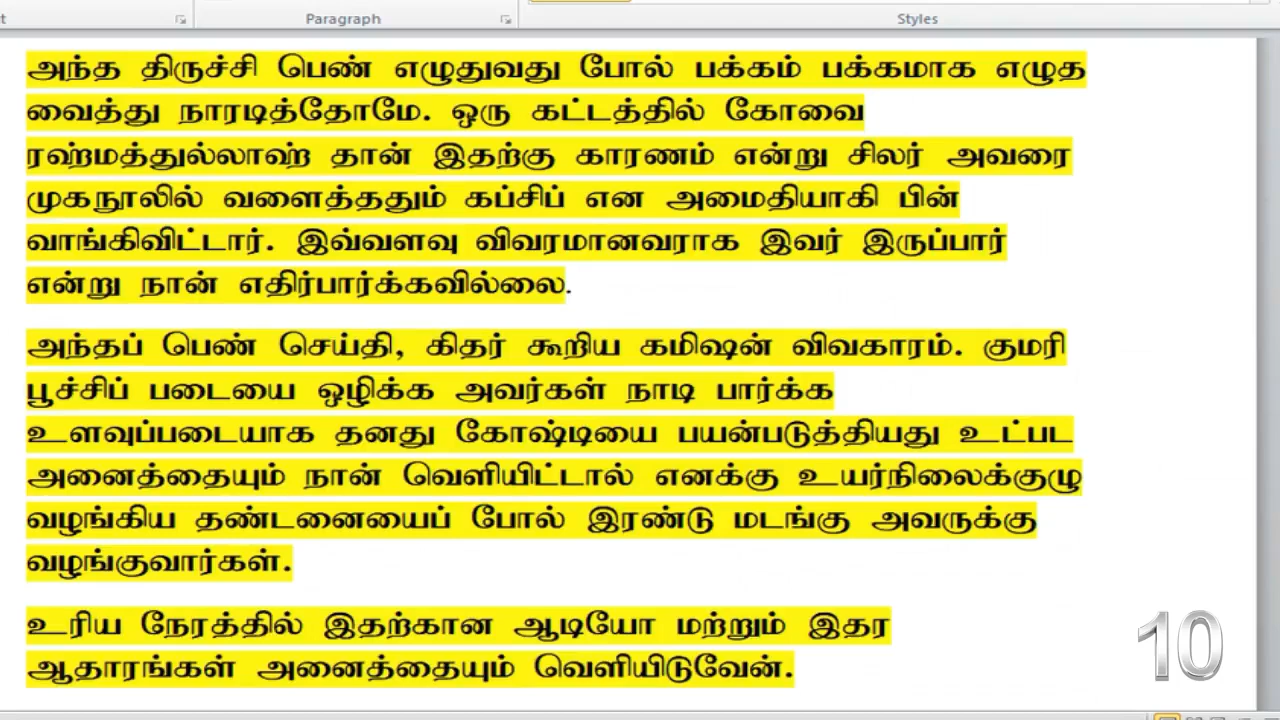 Paragraph
Styles
அந்த திருச்சி பெண் எழுதுவது போல் பக்கம் பக்கமாக எழுத
வைத்து நாரடித்தோமே. ஒரு கட்டத்தில் கோவை
ரஹ்மத்துல்லாஹ் தான் இதற்கு காரணம் என்று சிலர் அவரை
முகநூலில் வளைத்ததும் கப்சிப் என அமைதியாகி பின்
வாங்கிவிட்டார். இவ்வளவு விவரமானவராக இவர் இருப்பார்
என்று நான் எதிர்பார்க்கவில்லை.
அந்தப் பெண் செய்தி, கிதர் கூறிய கமிஷன் விவகாரம். குமரி
பூச்சிப் படையை ஒழிக்க அவர்கள் நாடி பார்க்க
உளவுப்படையாக தனது கோஷ்டியை பயன்படுத்தியது உட்பட
அனைத்தையும் நான் வெளியிட்டால் எனக்கு உயர்நிலைக்குழு
வழங்கிய தண்டனையைப் போல் இரண்டு மடங்கு அவருக்கு
வழங்குவார்கள்.
உரிய நேரத்தில் இதற்கான ஆடியோ மற்றும் இதர
ஆதாரங்கள் அனைத்தையும் வெளியிடுவேன்.
10